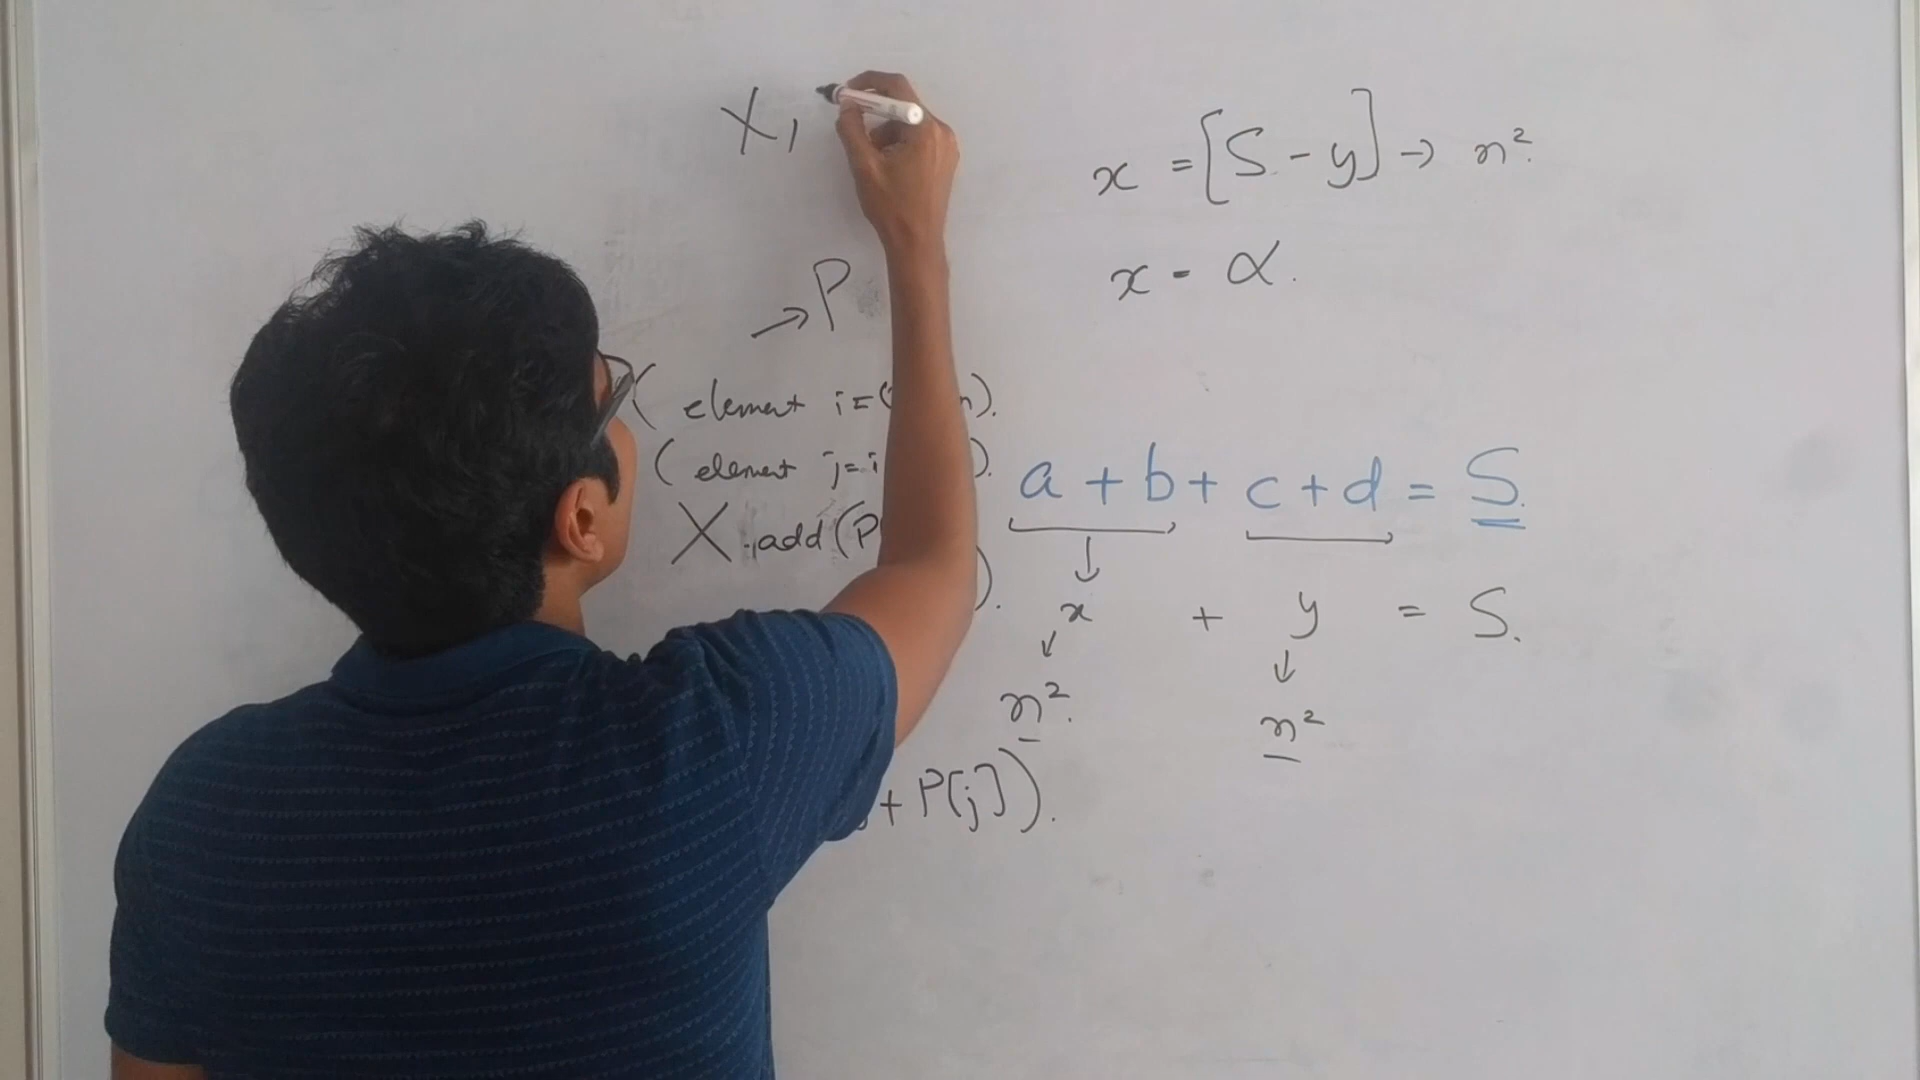 X,
x = [S - y] → n².
→ P
x = α.
( element i = ( n).
( element j = i ).
X.add(P
).
+ P[j]).
a + b + c + d = S.
↓
x + y = S.
↓ ↓
n². n²